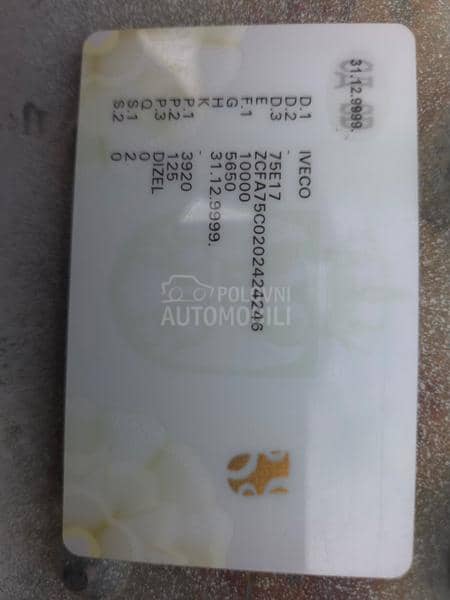 31.12.9999.
D.1 IVECO
D.2 -
D.3 75E17
E ZCFA75C0202424246
F.1 10000
G 5650
H 31.12.9999.
K -
P.1 3920
P.2 125
P.3 DIZEL
Q 0
S.1 2
S.2 0
POLOVNI
AUTOMOBILI